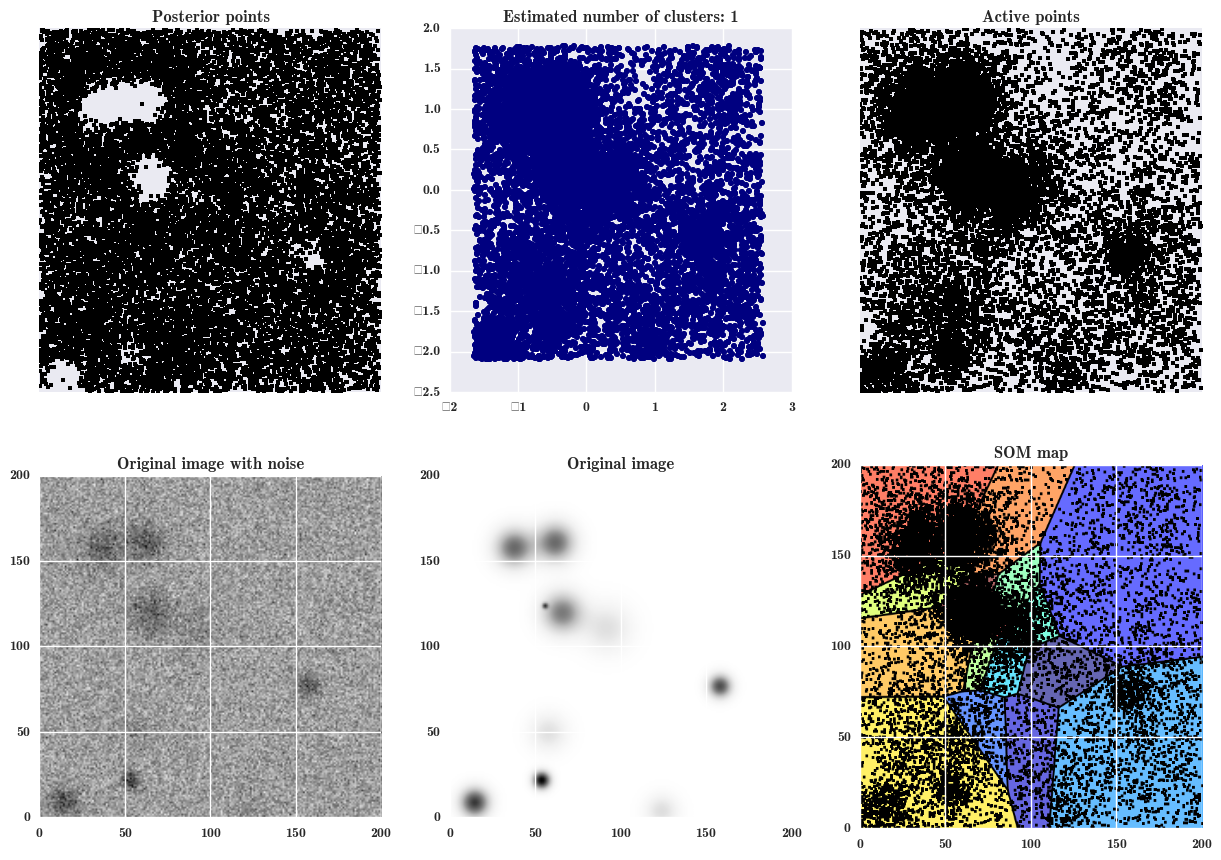 Posterior points
Estimated number of clusters: 1
Active points
2.0
1.5
1.0
0.5
0.0
□0.5
□1.0
□1.5
□2.0
□2.5
□2 □1 0 1 2 3
Original image with noise
200
150
100
50
0
0 50 100 150 200
Original image
200
150
100
50
0
0 50 100 150 200
SOM map
200
150
100
50
0
0 50 100 150 200